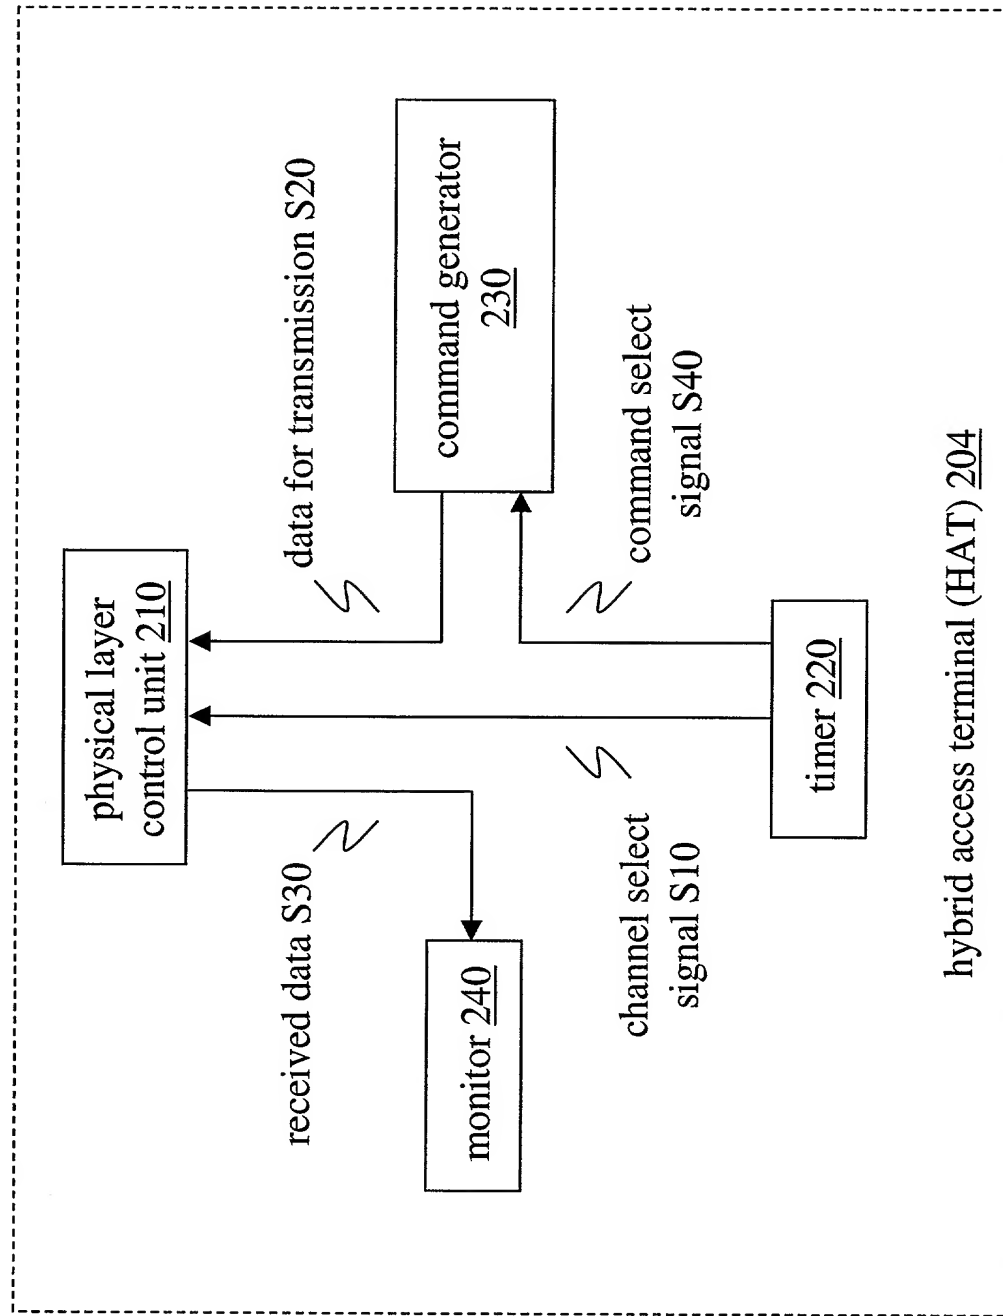 physical layer
control unit 210
received data S30
data for transmission S20
monitor 240
command generator
230
channel select
signal S10
command select
signal S40
timer 220
hybrid access terminal (HAT) 204